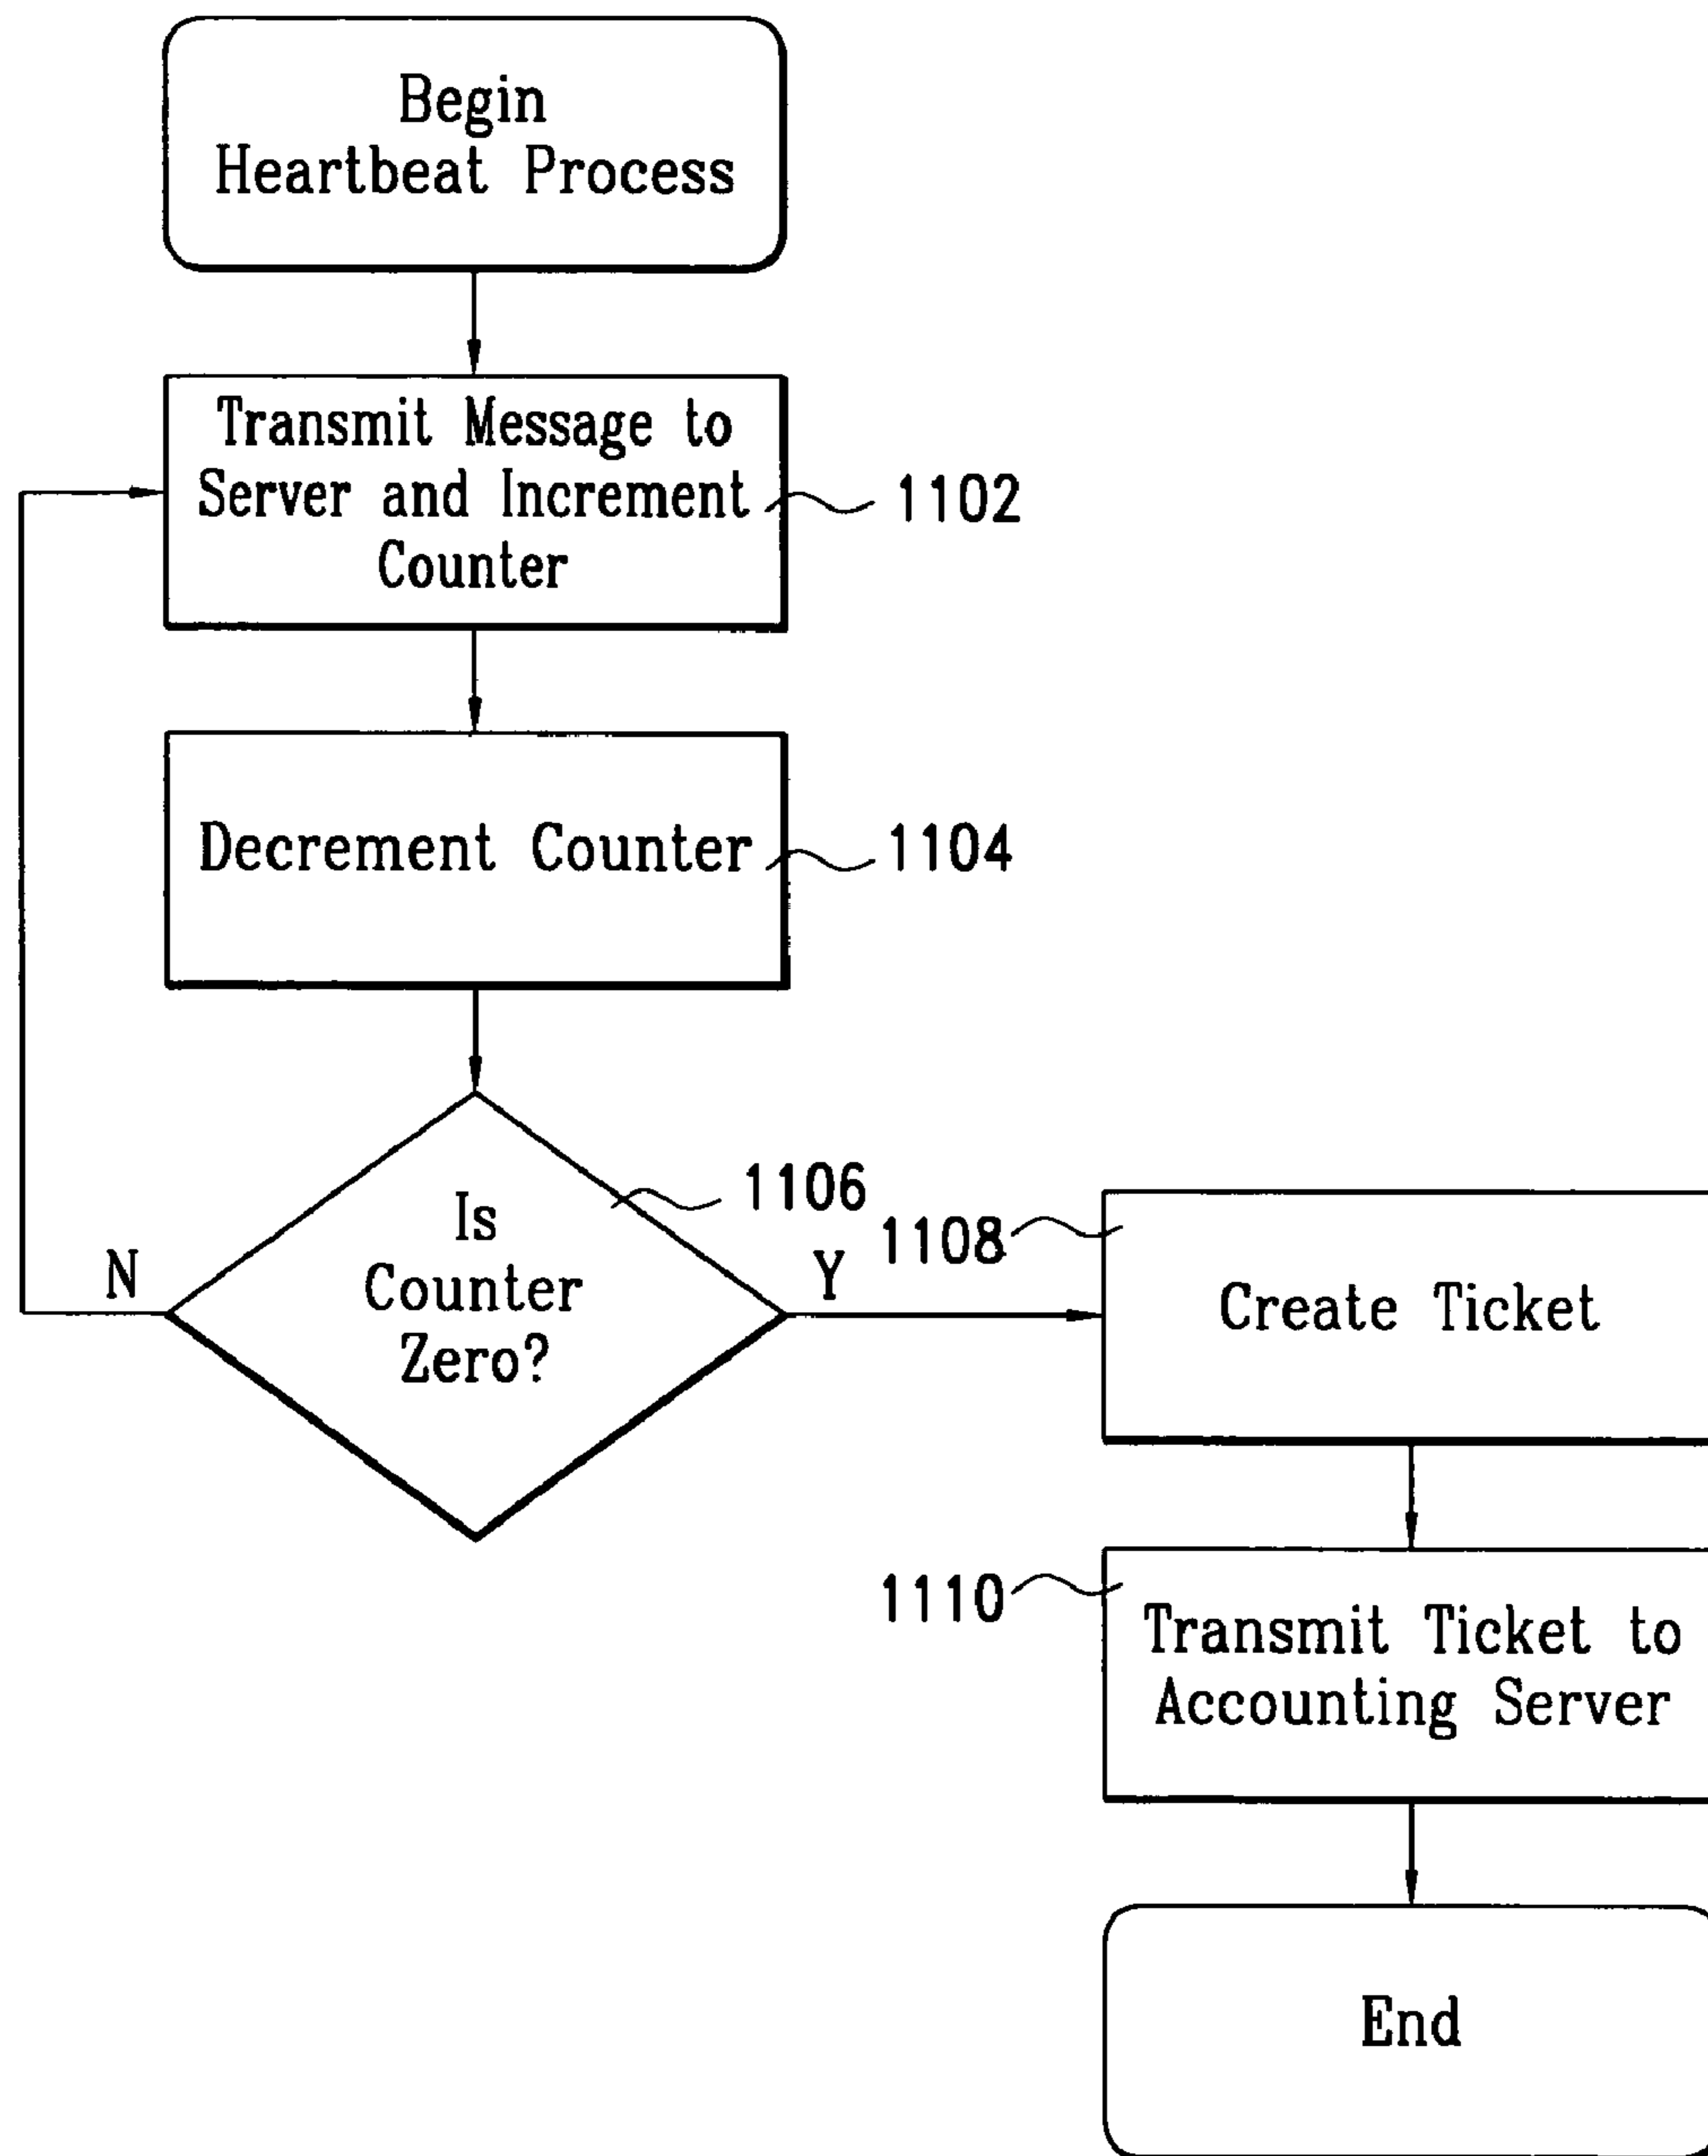 Begin
Heartbeat Process
Transmit Message to
Server and Increment
Counter
1102
Decrement Counter
1104
Is
Counter
Zero?
1106
N
Y
1108
Create Ticket
1110
Transmit Ticket to
Accounting Server
End